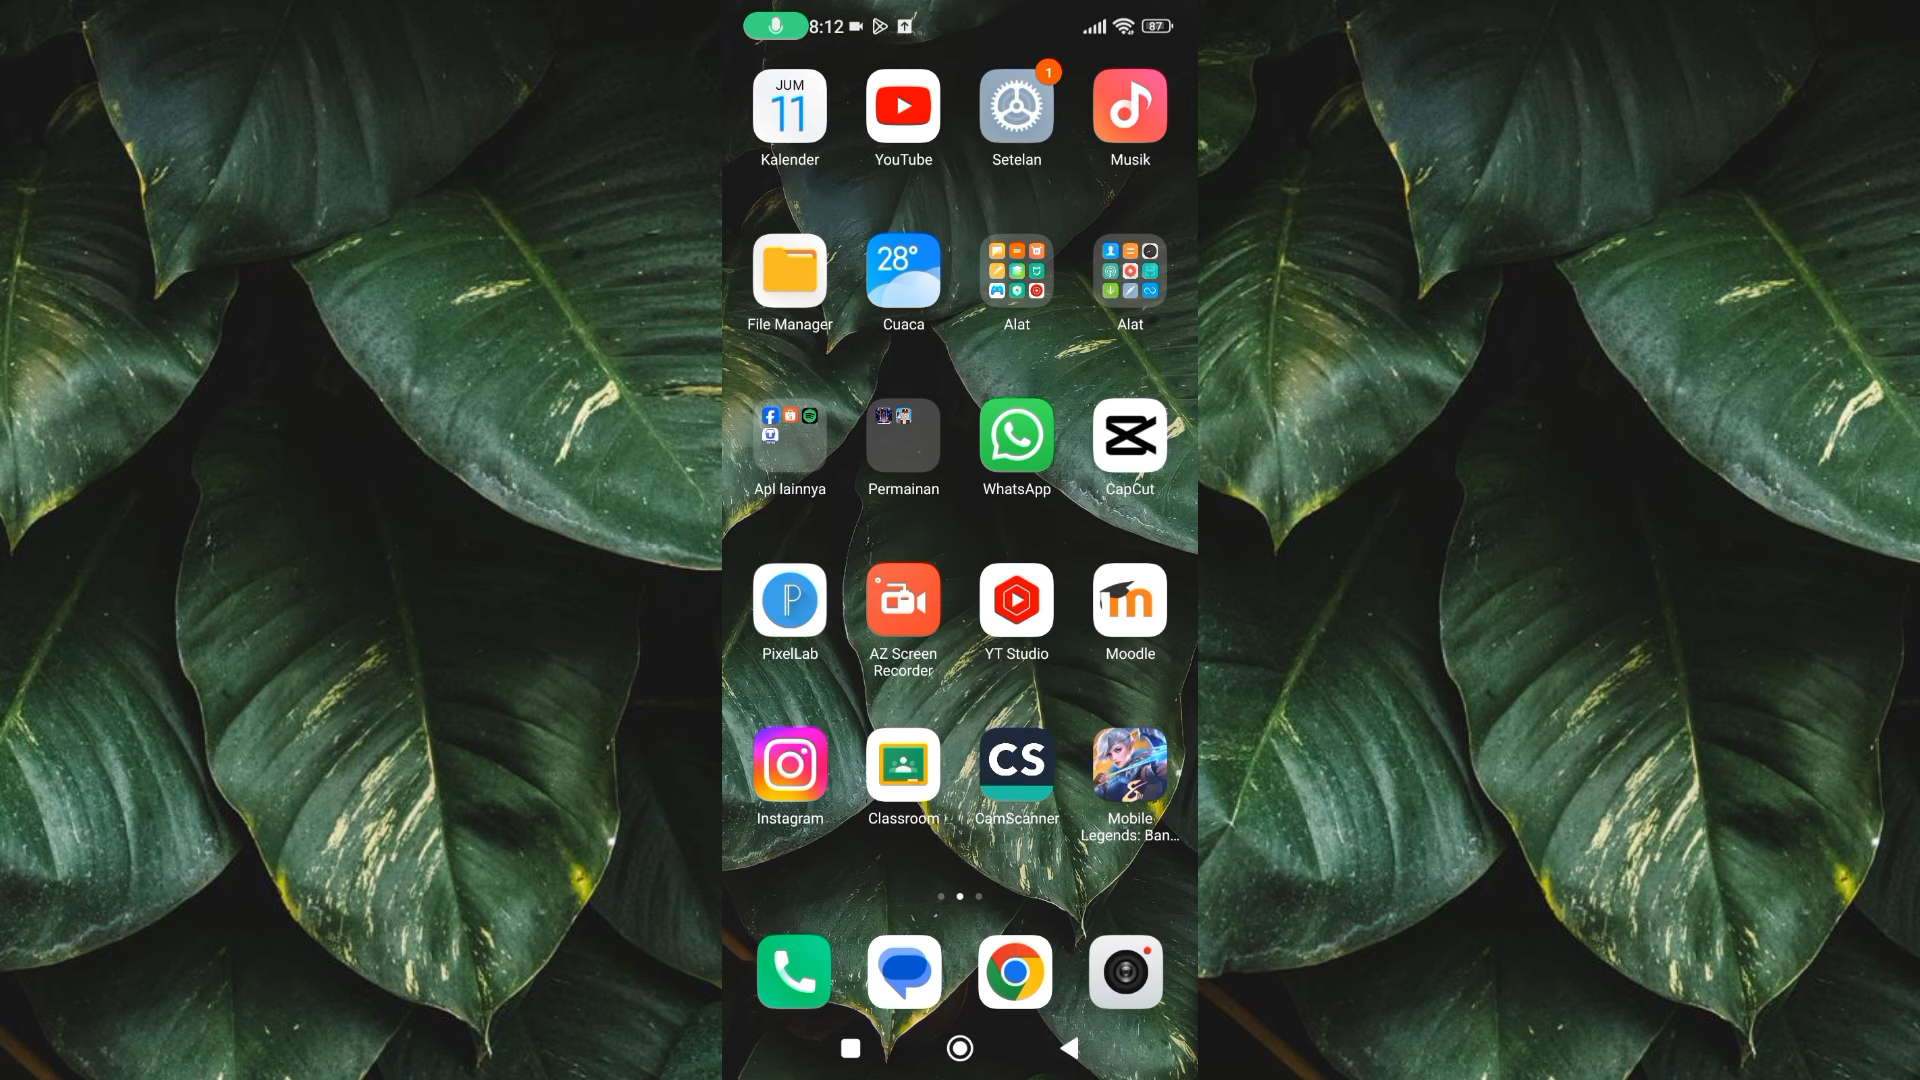 8:12
87
JUM
11
1
Kalender
YouTube
Setelan
Musik
28°
File Manager
Cuaca
Alat
Alat
Apl lainnya
Permainan
WhatsApp
CapCut
P
m
PixelLab
AZ Screen
Recorder
YT Studio
Moodle
CS
Instagram
Classroom
CamScanner
Mobile
Legends: Ban...